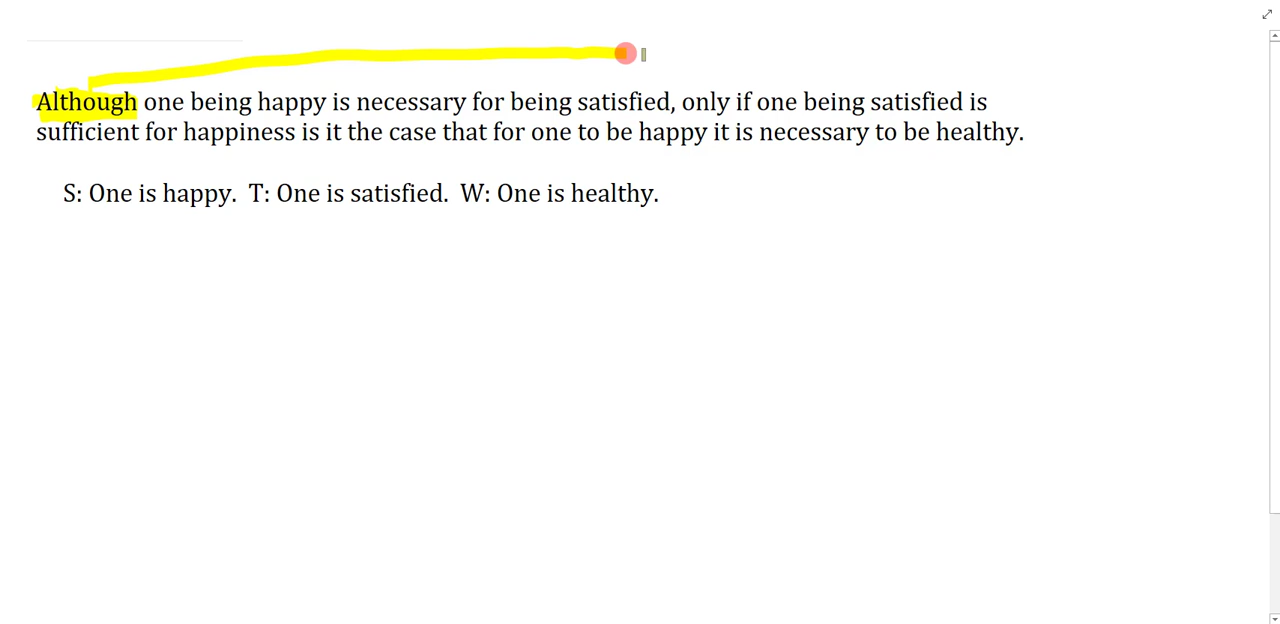 Although one being happy is necessary for being satisfied, only if one being satisfied is
sufficient for happiness is it the case that for one to be happy it is necessary to be healthy.
S: One is happy.  T: One is satisfied.  W: One is healthy.